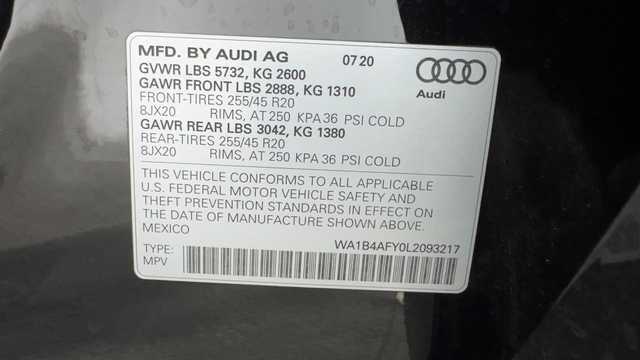 MFD. BY AUDI AG 07 20
GVWR LBS 5732, KG 2600
GAWR FRONT LBS 2888, KG 1310
FRONT-TIRES 255/45 R20
8JX20 RIMS, AT 250 KPA 36 PSI COLD
GAWR REAR LBS 3042, KG 1380
REAR-TIRES 255/45 R20
8JX20 RIMS, AT 250 KPA 36 PSI COLD
Audi
THIS VEHICLE CONFORMS TO ALL APPLICABLE
U.S. FEDERAL MOTOR VEHICLE SAFETY AND
THEFT PREVENTION STANDARDS IN EFFECT ON
THE DATE OF MANUFACTURE SHOWN ABOVE.
MEXICO
WA1B4AFY0L2093217
TYPE:
MPV